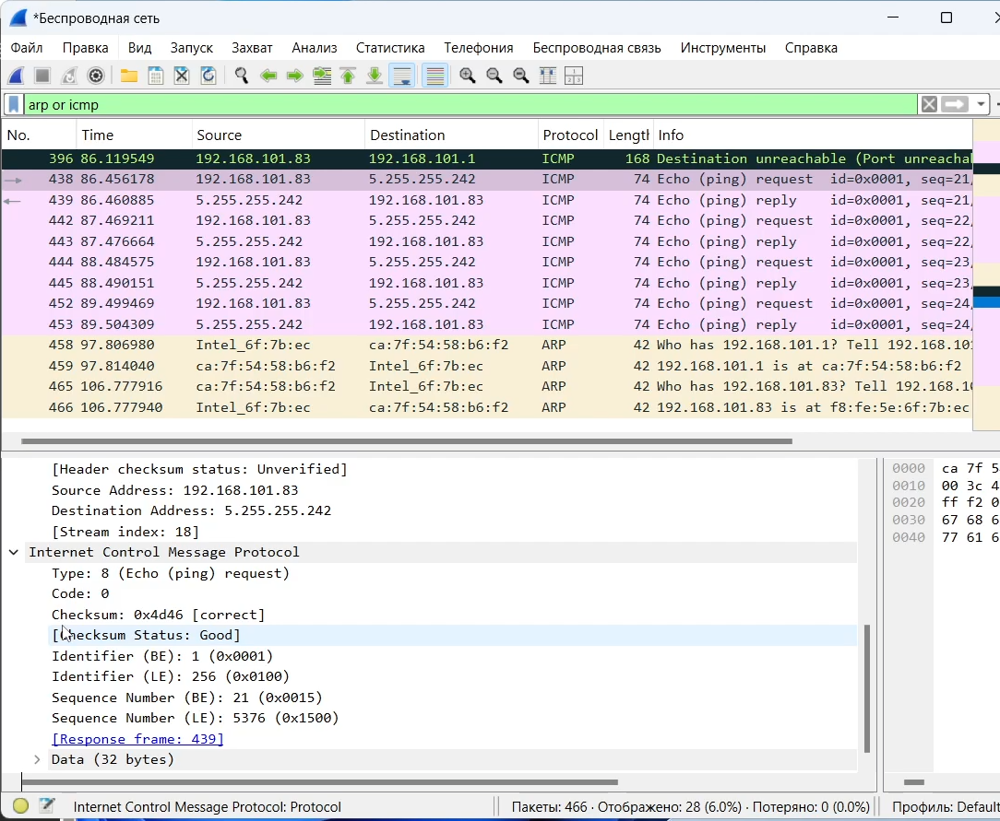 *Беспроводная сеть
Файл Правка Вид Запуск Захват Анализ Статистика Телефония Беспроводная связь Инструменты Справка
arp or icmp
No. Time Source Destination Protocol Length Info
396 86.119549 192.168.101.83 192.168.101.1 ICMP 168 Destination unreachable (Port unreachal
438 86.456178 192.168.101.83 5.255.255.242 ICMP 74 Echo (ping) request id=0x0001, seq=21,
439 86.460885 5.255.255.242 192.168.101.83 ICMP 74 Echo (ping) reply id=0x0001, seq=21,
442 87.469211 192.168.101.83 5.255.255.242 ICMP 74 Echo (ping) request id=0x0001, seq=22,
443 87.476664 5.255.255.242 192.168.101.83 ICMP 74 Echo (ping) reply id=0x0001, seq=22,
444 88.484575 192.168.101.83 5.255.255.242 ICMP 74 Echo (ping) request id=0x0001, seq=23,
445 88.490151 5.255.255.242 192.168.101.83 ICMP 74 Echo (ping) reply id=0x0001, seq=23,
452 89.499469 192.168.101.83 5.255.255.242 ICMP 74 Echo (ping) request id=0x0001, seq=24,
453 89.504309 5.255.255.242 192.168.101.83 ICMP 74 Echo (ping) reply id=0x0001, seq=24,
458 97.806980 Intel_6f:7b:ec ca:7f:54:58:b6:f2 ARP 42 Who has 192.168.101.1? Tell 192.168.10
459 97.814040 ca:7f:54:58:b6:f2 Intel_6f:7b:ec ARP 42 192.168.101.1 is at ca:7f:54:58:b6:f2
465 106.777916 ca:7f:54:58:b6:f2 Intel_6f:7b:ec ARP 42 Who has 192.168.101.83? Tell 192.168.1
466 106.777940 Intel_6f:7b:ec ca:7f:54:58:b6:f2 ARP 42 192.168.101.83 is at f8:fe:5e:6f:7b:ec
[Header checksum status: Unverified]
Source Address: 192.168.101.83
Destination Address: 5.255.255.242
[Stream index: 18]
Internet Control Message Protocol
Type: 8 (Echo (ping) request)
Code: 0
Checksum: 0x4d46 [correct]
[Checksum Status: Good]
Identifier (BE): 1 (0x0001)
Identifier (LE): 256 (0x0100)
Sequence Number (BE): 21 (0x0015)
Sequence Number (LE): 5376 (0x1500)
[Response frame: 439]
Data (32 bytes)
0000 ca 7f 5
0010 00 3c 4
0020 ff f2 0
0030 67 68 6
0040 77 61 6
Internet Control Message Protocol: Protocol Пакеты: 466 · Отображено: 28 (6.0%) · Потеряно: 0 (0.0%) Профиль: Default